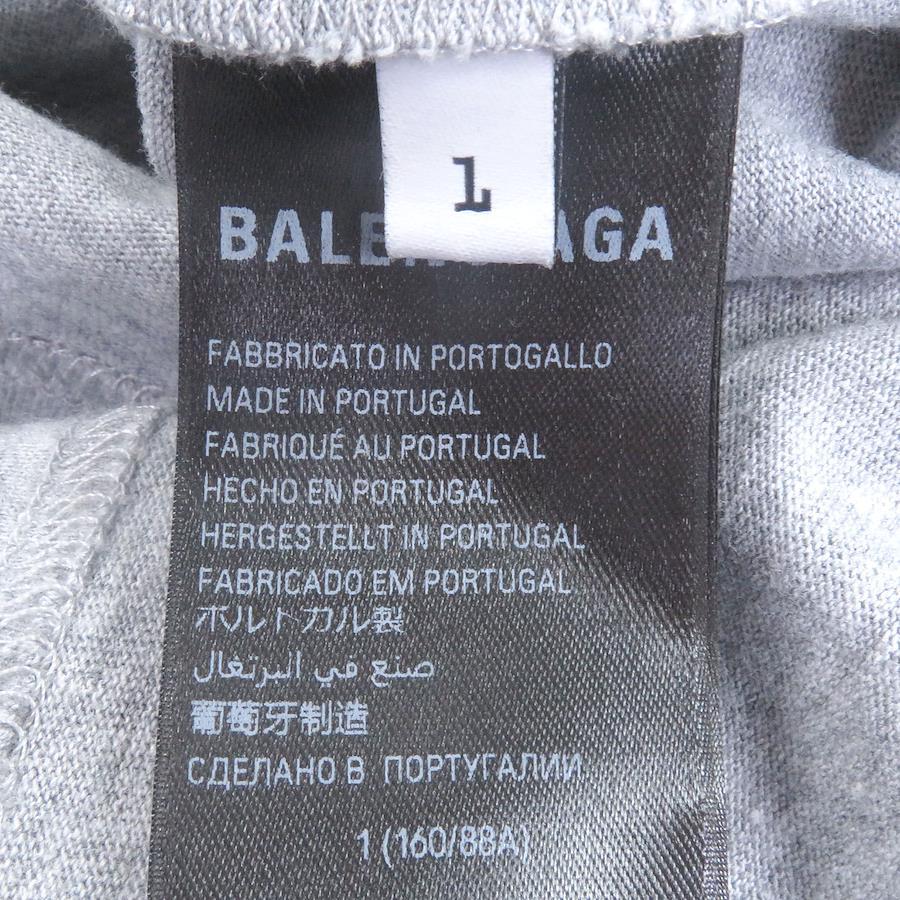 1
BALENCIAGA
FABBRICATO IN PORTOGALLO
MADE IN PORTUGAL
FABRIQUÉ AU PORTUGAL
HECHO EN PORTUGAL
HERGESTELLT IN PORTUGAL
FABRICADO EM PORTUGAL
ポルトガル製
صنع في البرتغال
葡萄牙制造
СДЕЛАНО В ПОРТУГАЛИИ
1 (160/88A)